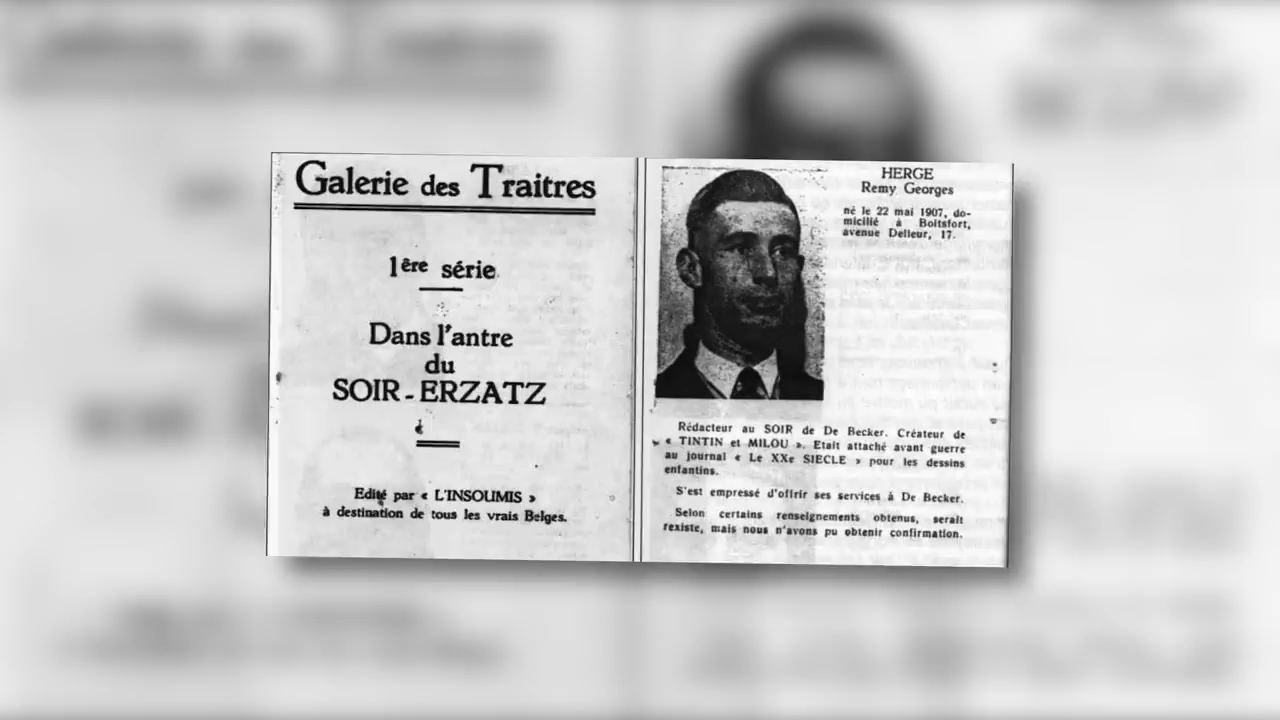 Galerie des Traitres
1ère série
Dans l'antre
du
SOIR-ERZATZ
Edité par « L'INSOUMIS »
à destination de tous les vrais Belges.
HERGE
Remy Georges
né le 22 mai 1907, do-
micilié à Boitsfort,
avenue Delleur, 17.
Rédacteur au SOIR de De Becker. Créateur de
« TINTIN et MILOU ». Etait attaché avant guerre
au journal « Le XXe SIECLE » pour les dessins
enfantins.
S'est empressé d'offrir ses services à De Becker.
Selon certains renseignements obtenus, serait
rexiste, mais nous n'avons pu obtenir confirmation.